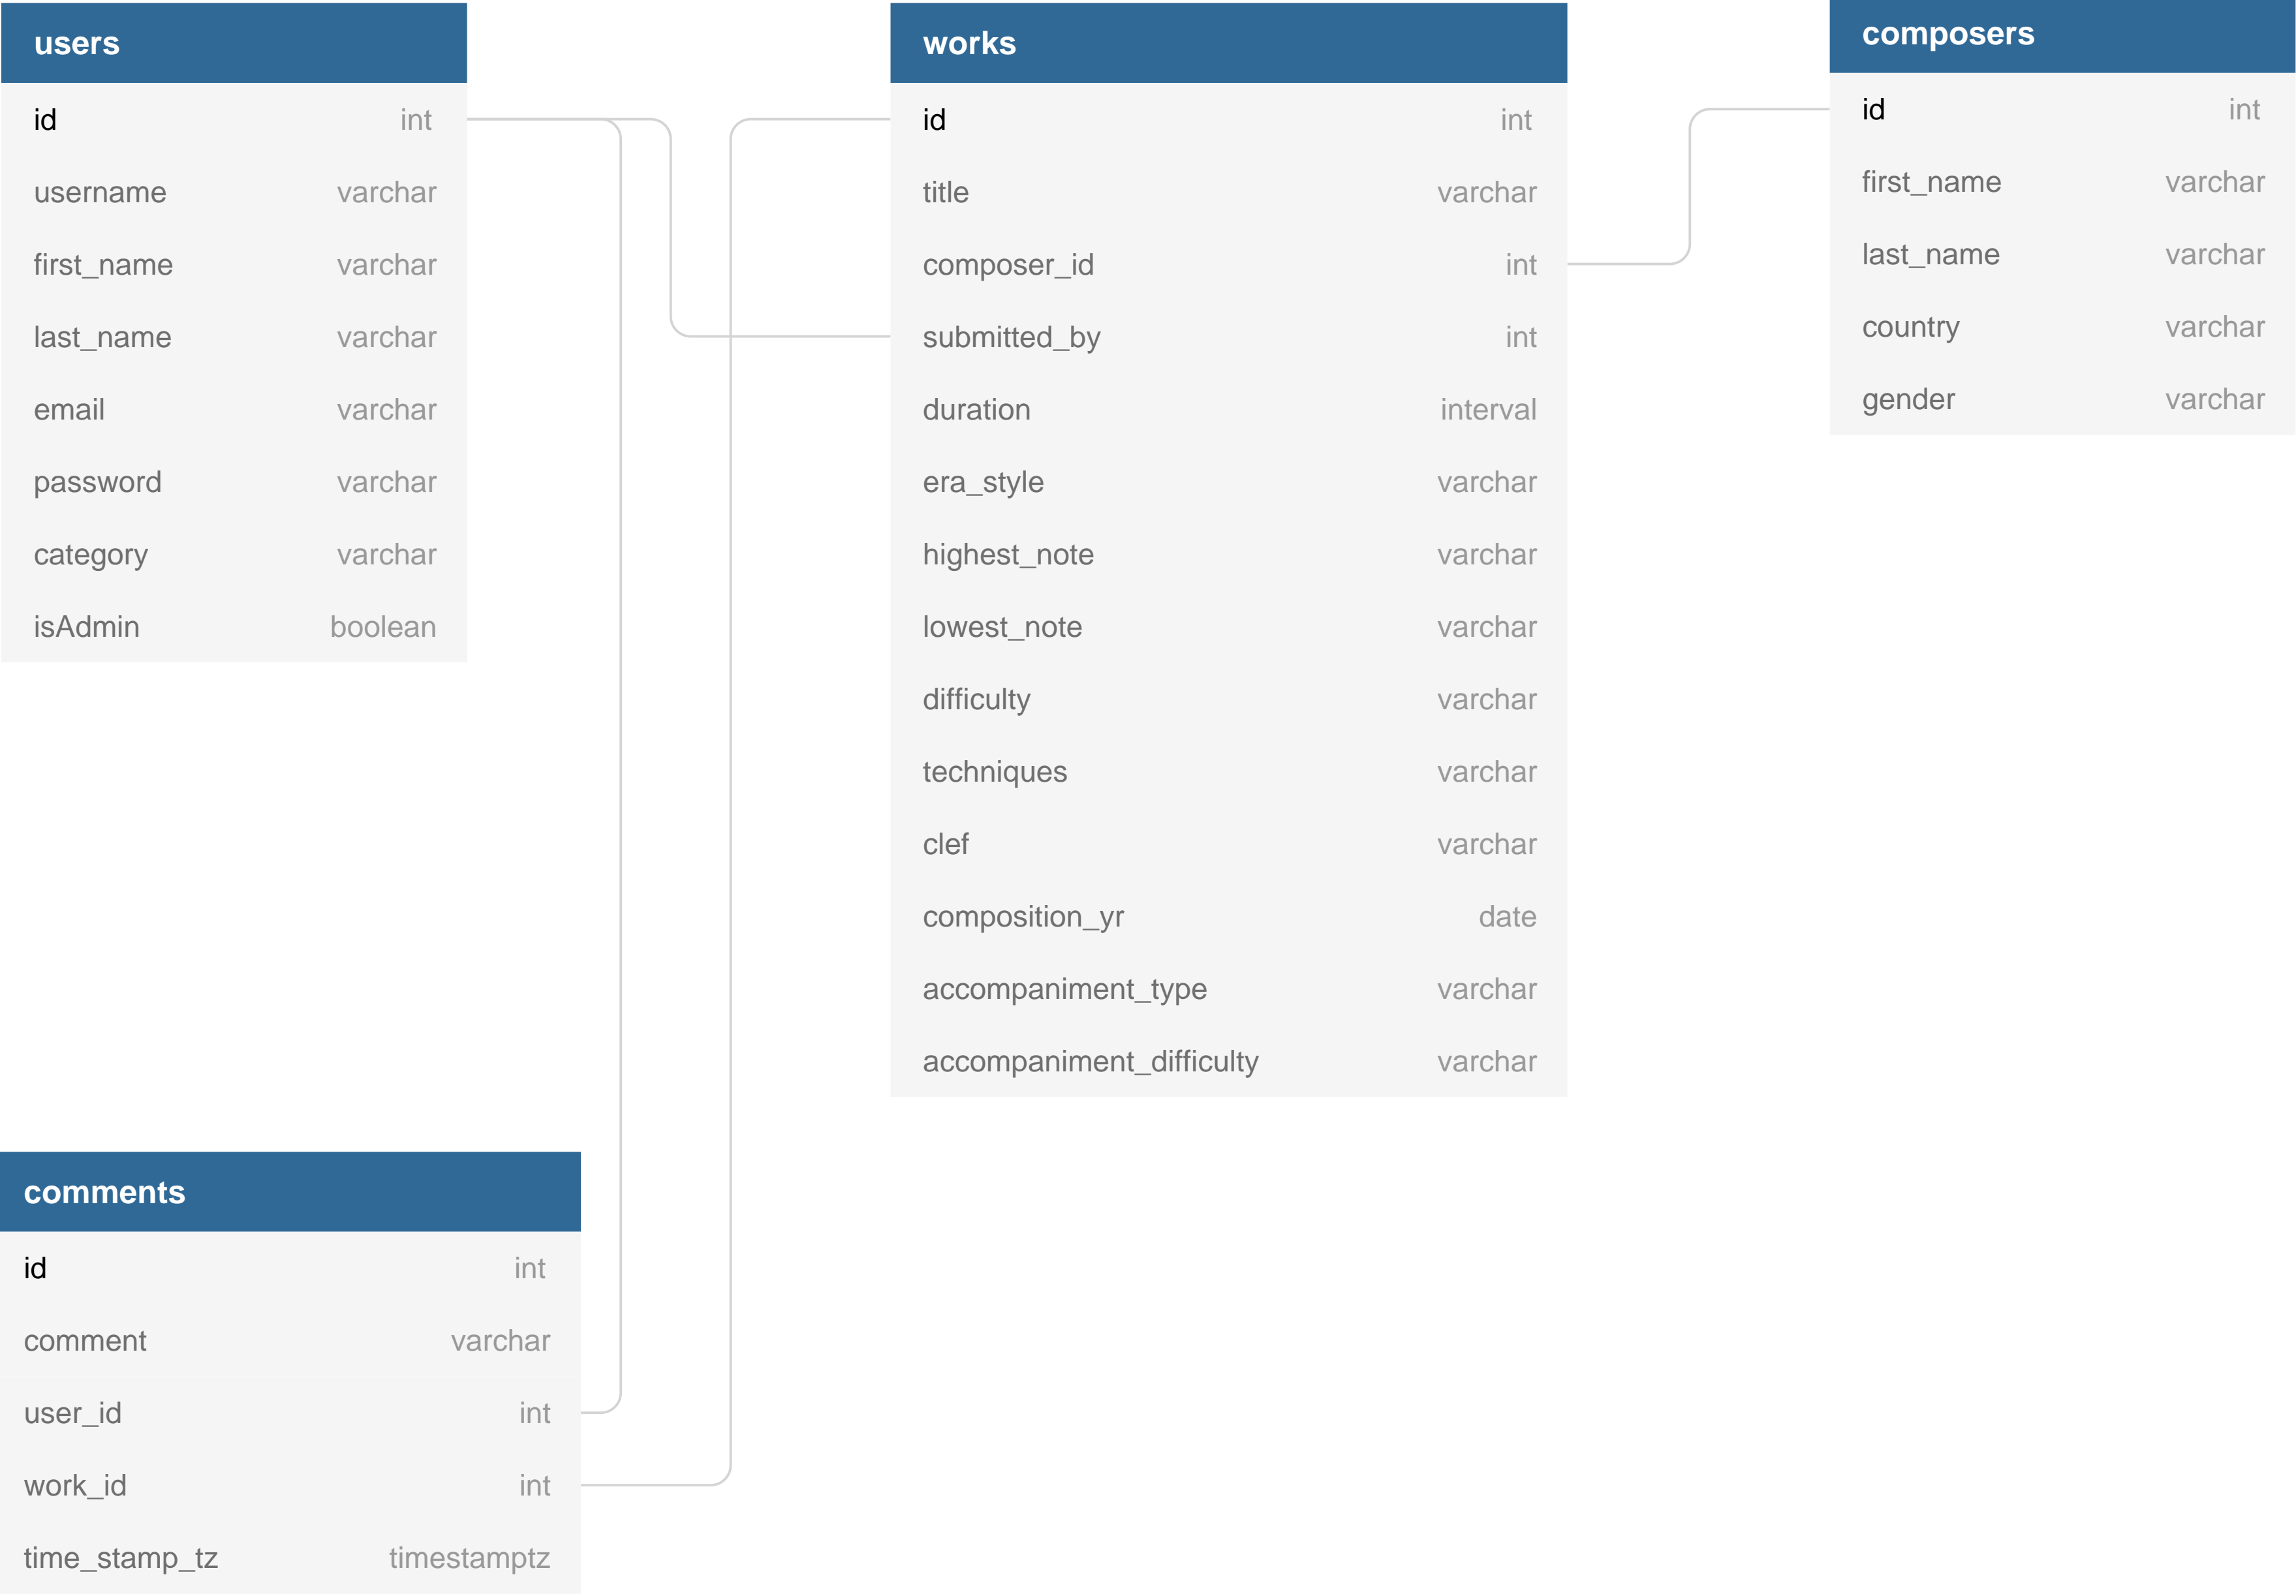 users
id int
username varchar
first_name varchar
last_name varchar
email varchar
password varchar
category varchar
isAdmin boolean
works
id int
title varchar
composer_id int
submitted_by int
duration interval
era_style varchar
highest_note varchar
lowest_note varchar
difficulty varchar
techniques varchar
clef varchar
composition_yr date
accompaniment_type varchar
accompaniment_difficulty varchar
composers
id int
first_name varchar
last_name varchar
country varchar
gender varchar
comments
id int
comment varchar
user_id int
work_id int
time_stamp_tz timestamptz